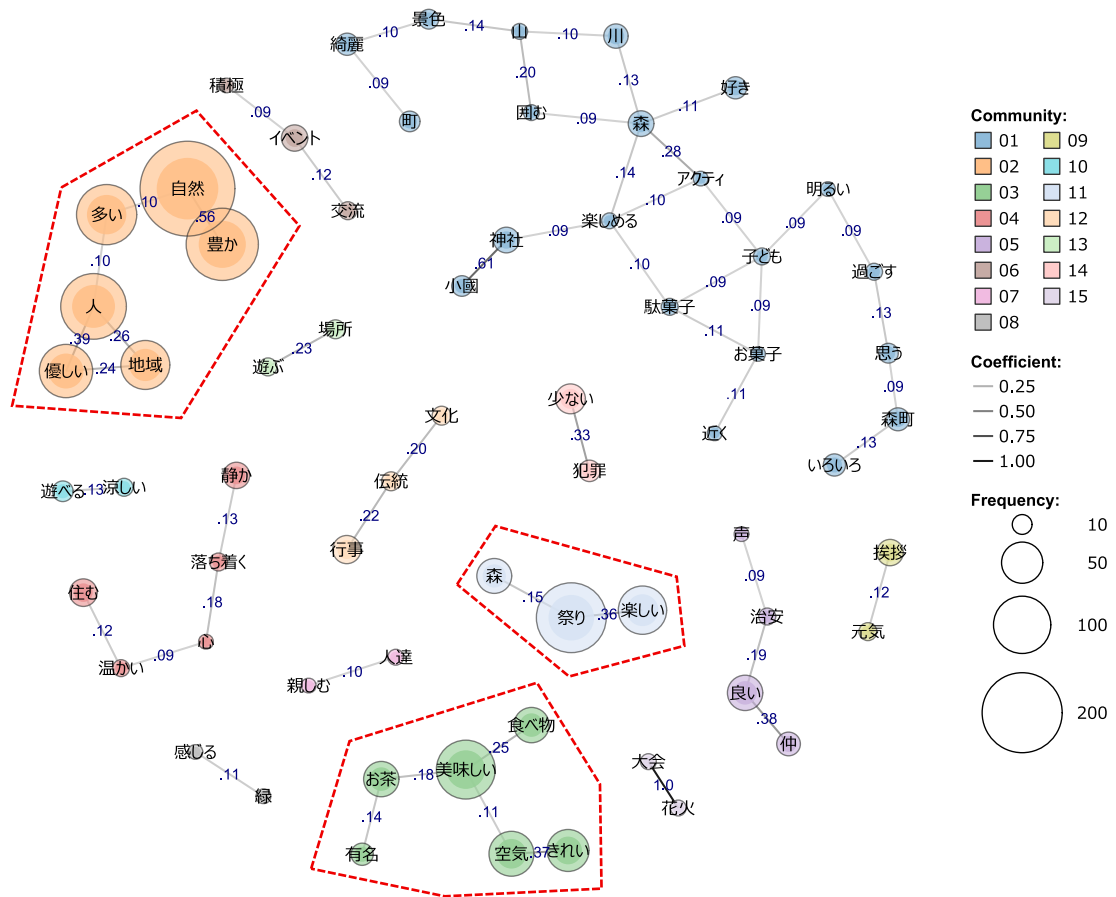 景色
.14
山
.10
川
.10
綺麗
.09
町
.20
.13
囲む
.09
森
.11
好き
積極
.09
イベント
.12
交流
.28
.14
アクティ
.10
楽しめる
.09
神社
.61
小國
.10
駄菓子
.09
子ども
.09
.09
明るい
.09
過ごす
.13
思う
.09
森町
.13
いろいろ
.11
お菓子
.11
近く
自然
.10
多い
.56
豊か
.10
人
.39
.26
優しい
.24
地域
場所
.23
遊ぶ
文化
.20
伝統
.22
行事
少ない
.33
犯罪
遊べる
.13
涼しい
静か
.13
落ち着く
.18
住む
.12
温かい
.09
心
森
.15
祭り
.36
楽しい
声
.09
治安
.19
良い
.38
仲
挨拶
.12
元気
人達
.10
親しむ
感じる
.11
緑
食べ物
.25
美味しい
.18
お茶
.14
有名
.11
空気
.37
きれい
大会
1.0
花火
Community:
01
09
02
10
03
11
04
12
05
13
06
14
07
15
08
Coefficient:
0.25
0.50
0.75
1.00
Frequency:
10
50
100
200